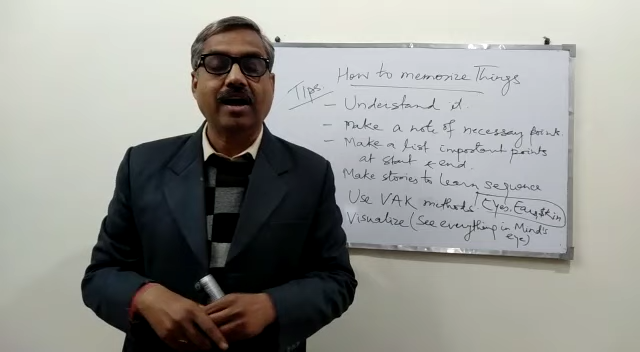 How to memorize Things
Tips.
- Understand it.
- Make a note of necessary points.
- Make a list important points
at start & end.
Make stories to learn sequence
Use VAK methods (Eyes. Ear, Skin
Visualize (See everything in Mind's
eye)